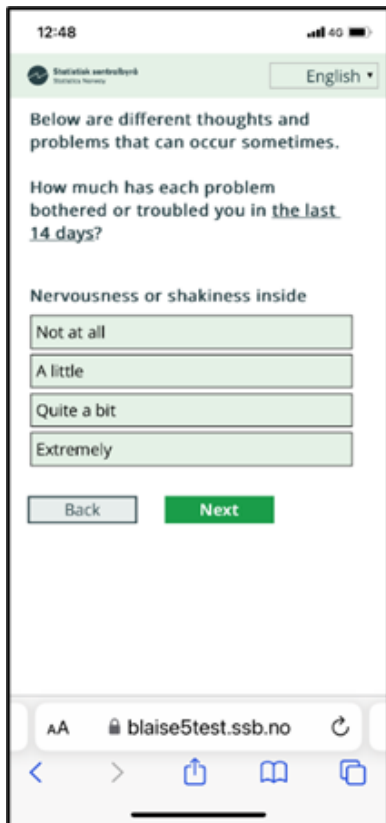 12:48
4G
Statistisk sentralbyrå
Statistics Norway
English
Below are different thoughts and
problems that can occur sometimes.
How much has each problem
bothered or troubled you in the last
14 days?
Nervousness or shakiness inside
Not at all
A little
Quite a bit
Extremely
Back
Next
AA
blaise5test.ssb.no